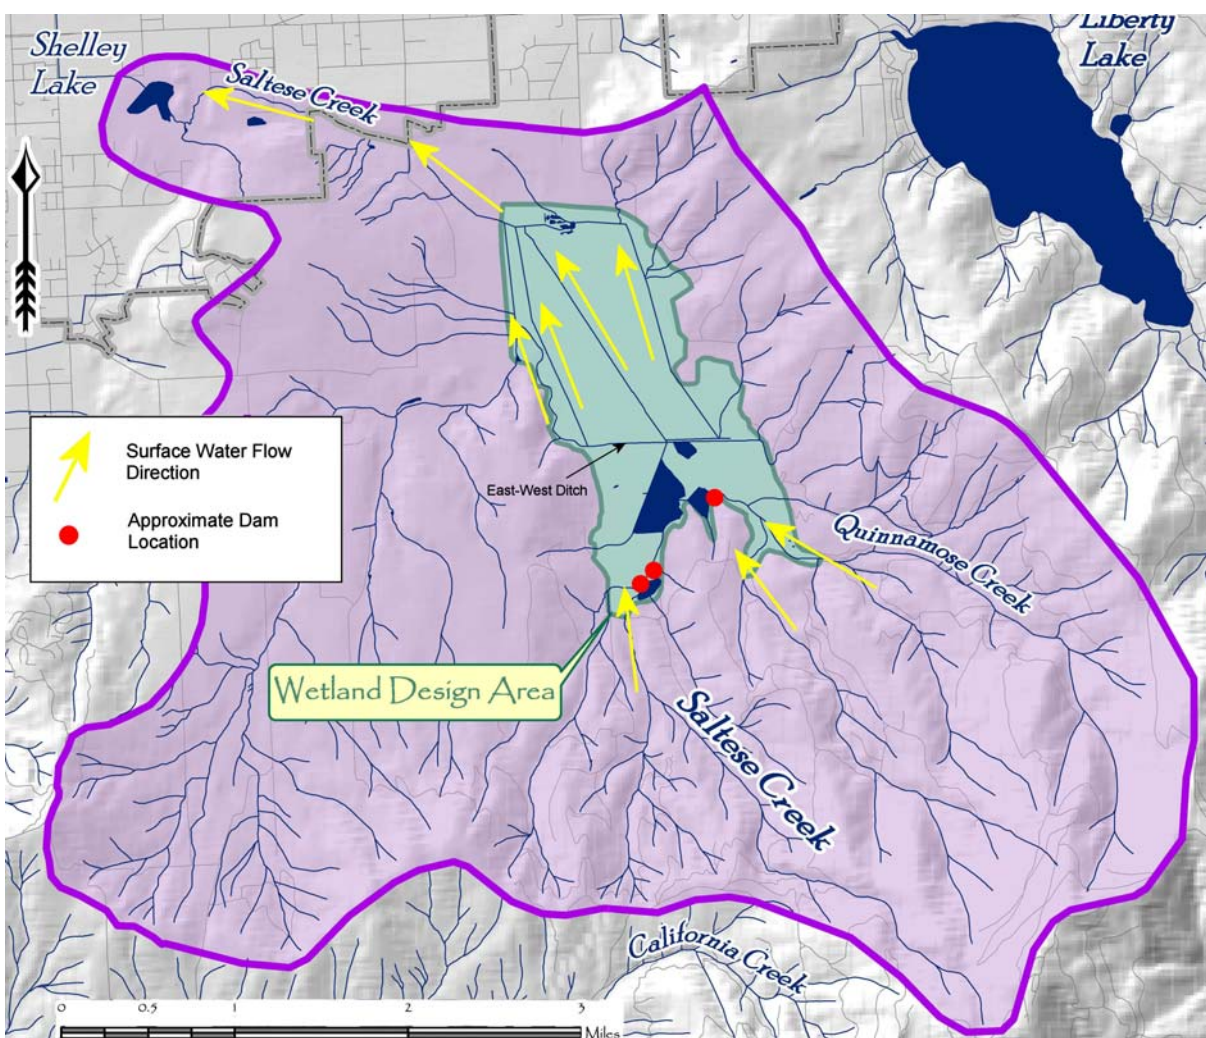 Shelley
Lake
Saltese Creek
Liberty
Lake
Surface Water Flow
Direction
Approximate Dam
Location
East-West Ditch
Quinnamose Creek
Wetland Design Area
Saltese Creek
California Creek
0 0.5 1 2 3
Miles